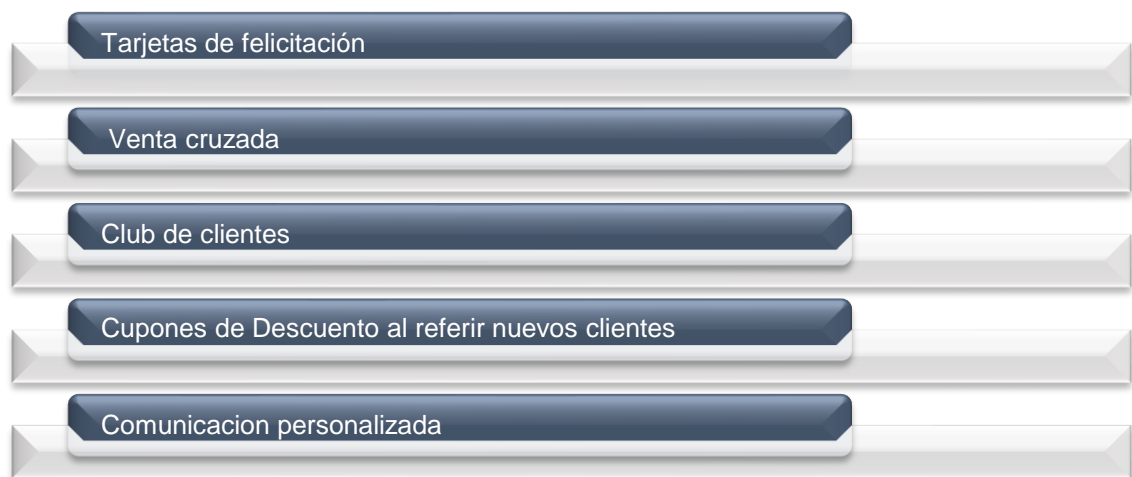 Tarjetas de felicitación
Venta cruzada
Club de clientes
Cupones de Descuento al referir nuevos clientes
Comunicacion personalizada